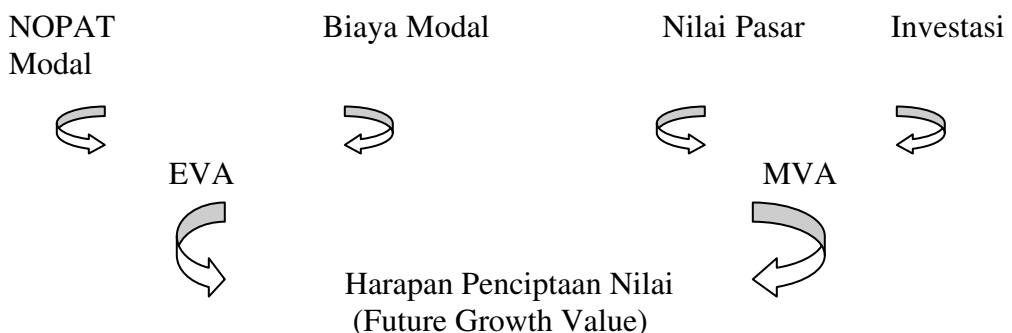 NOPAT Biaya Modal Nilai Pasar Investasi
Modal
EVA MVA
Harapan Penciptaan Nilai
(Future Growth Value)